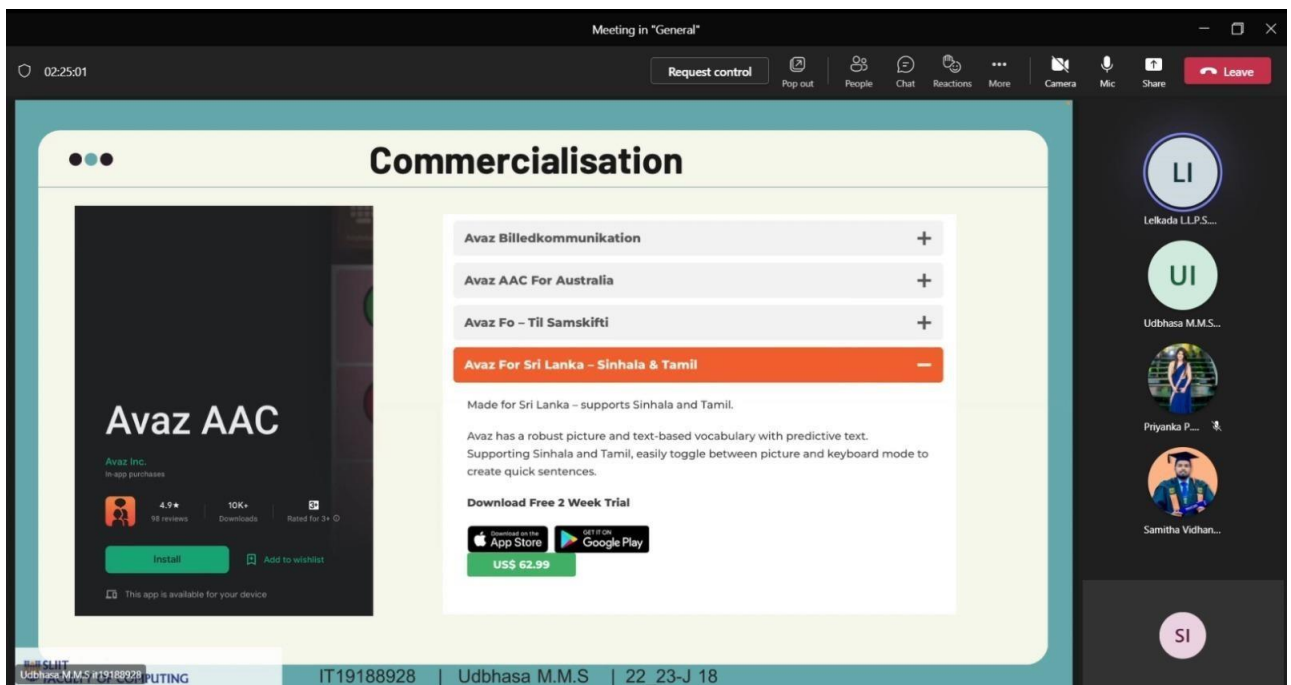 Meeting in "General"
02:25:01
Request control
Pop out
People
Chat
Reactions
More
Camera
Mic
Share
Leave
Commercialisation
Avaz AAC
Avaz Inc.
In-app purchases
4.9★
98 reviews
10K+
Downloads
3+
Rated for 3+
Install
Add to wishlist
This app is available for your device
Avaz Billedkommunikation
Avaz AAC For Australia
Avaz Fo – Til Samskifti
Avaz For Sri Lanka – Sinhala & Tamil
Made for Sri Lanka – supports Sinhala and Tamil.
Avaz has a robust picture and text-based vocabulary with predictive text.
Supporting Sinhala and Tamil, easily toggle between picture and keyboard mode to
create quick sentences.
Download Free 2 Week Trial
Download on the
App Store
GET IT ON
Google Play
US$ 62.99
LI
Lelkada L.L.P.S....
UI
Udbhasa M.M.S...
Priyanka P....
Samitha Vidhan...
SI
SLIIT
Udbhasa M.M.S it19188928
IT19188928 | Udbhasa M.M.S | 22 23-J 18